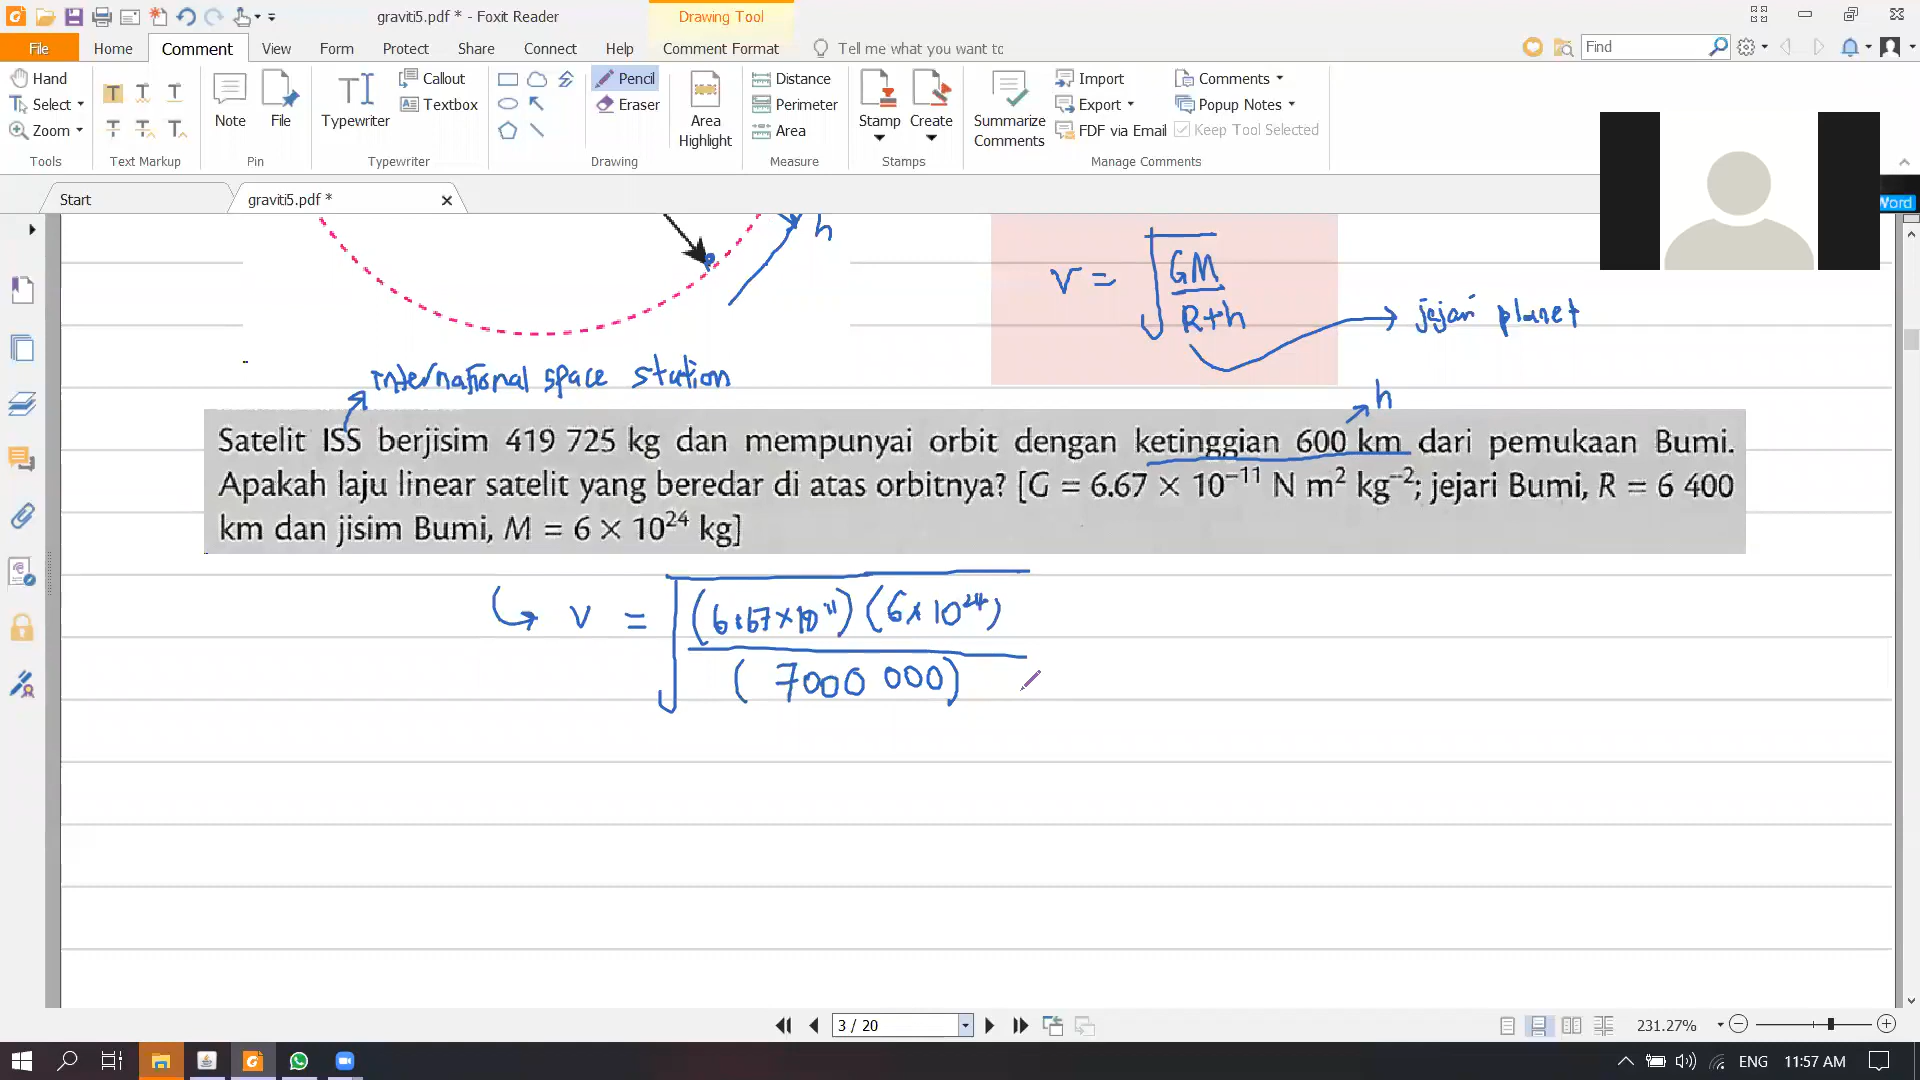 graviti5.pdf * - Foxit Reader
Drawing Tool
File Home Comment View Form Protect Share Connect Help Comment Format Tell me what you want to Find
Hand
Select
Zoom
Tools
Text Markup
Note
File
Pin
Typewriter
Typewriter
Callout
Textbox
Pencil
Eraser
Area Highlight
Drawing
Distance
Perimeter
Area
Measure
Stamp
Create
Stamps
Summarize Comments
Import
Export
FDF via Email
Comments
Popup Notes
Keep Tool Selected
Manage Comments
Start graviti5.pdf *
Word
h
v = √ GM
R+h
jejari planet
international space station
h
Satelit ISS berjisim 419 725 kg dan mempunyai orbit dengan ketinggian 600 km dari pemukaan Bumi.
Apakah laju linear satelit yang beredar di atas orbitnya? [G = 6.67 × 10⁻¹¹ N m² kg⁻²; jejari Bumi, R = 6 400
km dan jisim Bumi, M = 6 × 10²⁴ kg]
v = √ (6.67×10⁻¹¹)(6×10²⁴)
(7000 000)
3 / 20
231.27%
ENG 11:57 AM